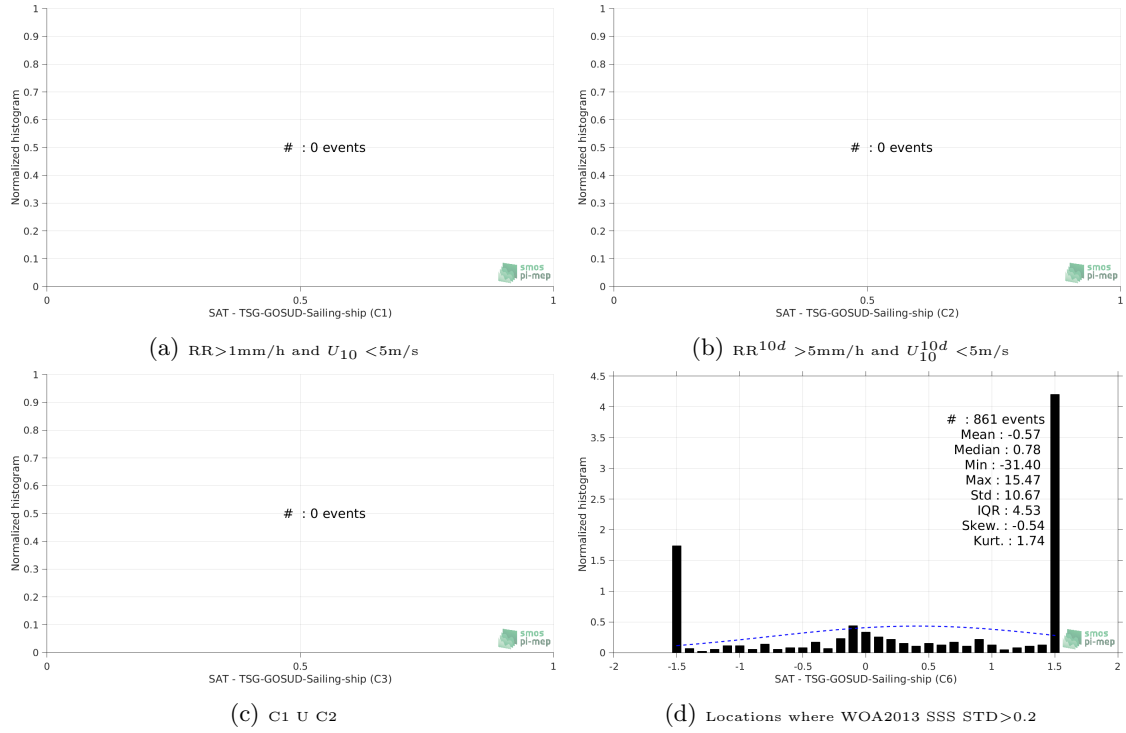 1
0.9
0.8
0.7
0.6
0.5
0.4
0.3
0.2
0.1
0
Normalized histogram
# : 0 events
smos
pi-mep
0 0.5 1
SAT - TSG-GOSUD-Sailing-ship (C1)
(a) RR>1mm/h and U10 <5m/s
1
0.9
0.8
0.7
0.6
0.5
0.4
0.3
0.2
0.1
0
Normalized histogram
# : 0 events
smos
pi-mep
0 0.5 1
SAT - TSG-GOSUD-Sailing-ship (C2)
(b) RR10d >5mm/h and U10d10 <5m/s
1
0.9
0.8
0.7
0.6
0.5
0.4
0.3
0.2
0.1
0
Normalized histogram
# : 0 events
smos
pi-mep
0 0.5 1
SAT - TSG-GOSUD-Sailing-ship (C3)
(c) C1 U C2
4.5
4
3.5
3
2.5
2
1.5
1
0.5
0
Normalized histogram
# : 861 events
Mean : -0.57
Median : 0.78
Min : -31.40
Max : 15.47
Std : 10.67
IQR : 4.53
Skew. : -0.54
Kurt. : 1.74
smos
pi-mep
-2 -1.5 -1 -0.5 0 0.5 1 1.5 2
SAT - TSG-GOSUD-Sailing-ship (C6)
(d) Locations where WOA2013 SSS STD>0.2